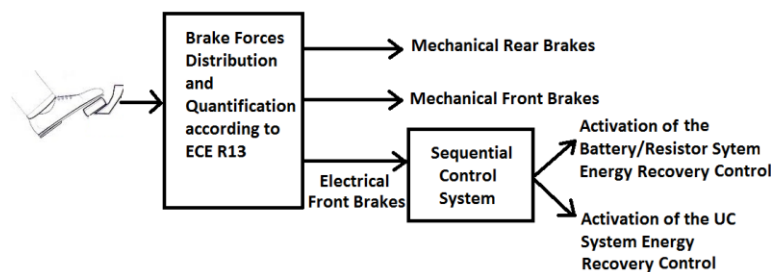 Brake Forces
Distribution
and
Quantification
according to
ECE R13
Mechanical Rear Brakes
Mechanical Front Brakes
Electrical
Front Brakes
Sequential
Control
System
Activation of the
Battery/Resistor Sytem
Energy Recovery Control
Activation of the UC
System Energy
Recovery Control